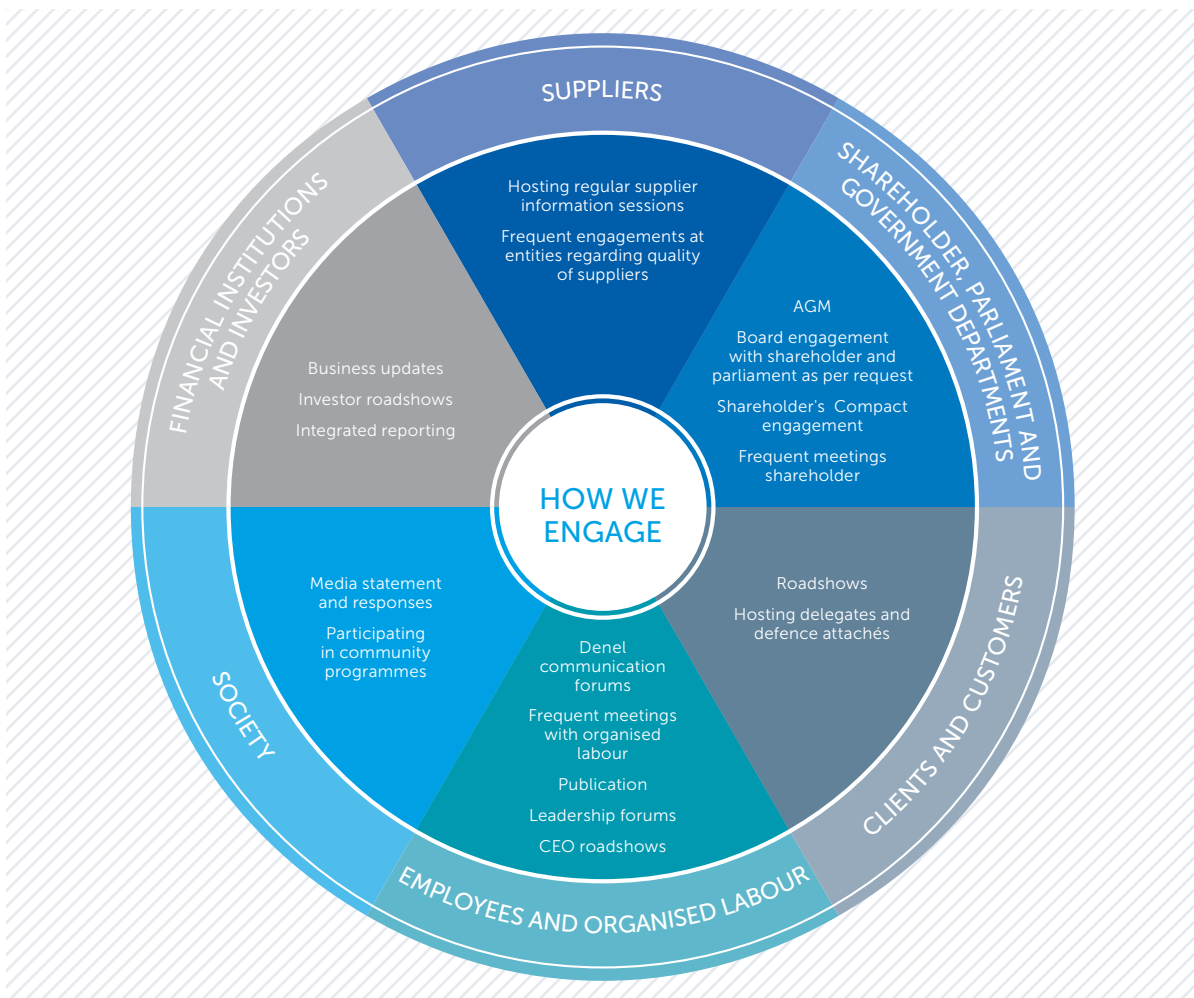 SUPPLIERS
Hosting regular supplier
information sessions
Frequent engagements at
entities regarding quality
of suppliers
SHAREHOLDER, PARLIAMENT AND
GOVERNMENT DEPARTMENTS
AGM
Board engagement
with shareholder and
parliament as per request
Shareholder's Compact
engagement
Frequent meetings
shareholder
CLIENTS AND CUSTOMERS
Roadshows
Hosting delegates and
defence attachés
EMPLOYEES AND ORGANISED LABOUR
Denel
communication
forums
Frequent meetings
with organised
labour
Publication
Leadership forums
CEO roadshows
SOCIETY
Media statement
and responses
Participating
in community
programmes
FINANCIAL INSTITUTIONS
AND INVESTORS
Business updates
Investor roadshows
Integrated reporting
HOW WE
ENGAGE